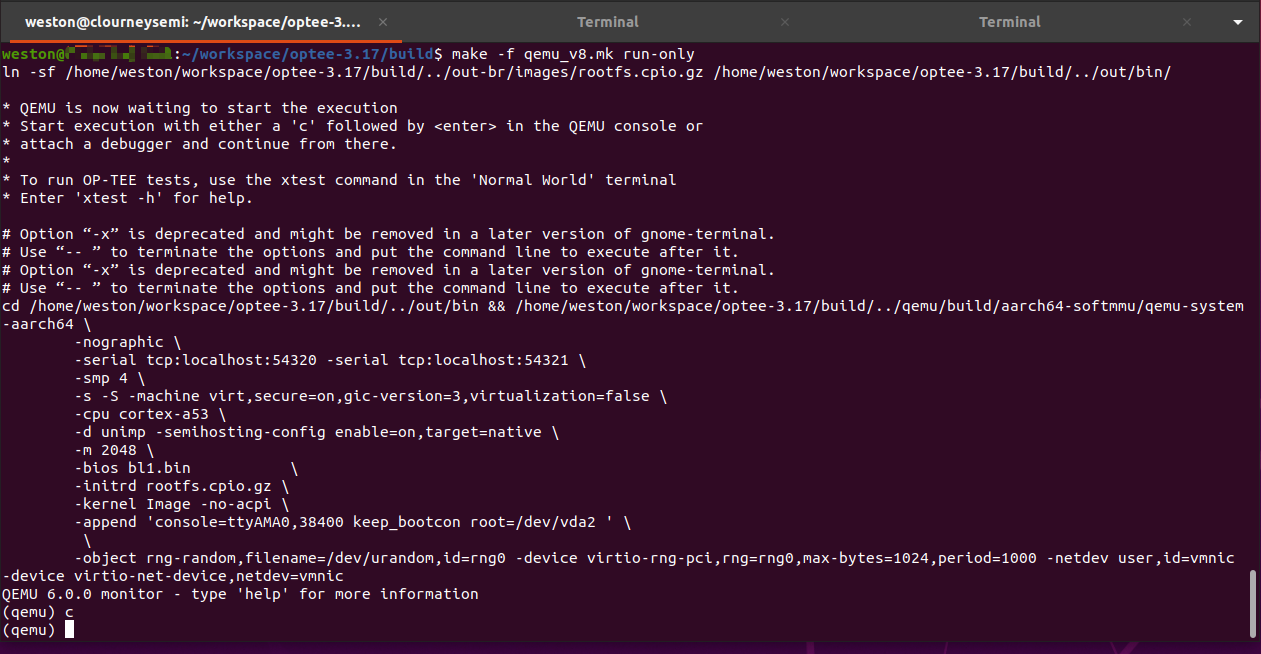 weston@clourneysemi: ~/workspace/optee-3.... × Terminal × Terminal ×
weston@ :~/workspace/optee-3.17/build$ make -f qemu_v8.mk run-only
ln -sf /home/weston/workspace/optee-3.17/build/../out-br/images/rootfs.cpio.gz /home/weston/workspace/optee-3.17/build/../out/bin/
* QEMU is now waiting to start the execution
* Start execution with either a 'c' followed by <enter> in the QEMU console or
* attach a debugger and continue from there.
*
* To run OP-TEE tests, use the xtest command in the 'Normal World' terminal
* Enter 'xtest -h' for help.
# Option “-x” is deprecated and might be removed in a later version of gnome-terminal.
# Use “-- ” to terminate the options and put the command line to execute after it.
# Option “-x” is deprecated and might be removed in a later version of gnome-terminal.
# Use “-- ” to terminate the options and put the command line to execute after it.
cd /home/weston/workspace/optee-3.17/build/../out/bin && /home/weston/workspace/optee-3.17/build/../qemu/build/aarch64-softmmu/qemu-system
-aarch64 \
-nographic \
-serial tcp:localhost:54320 -serial tcp:localhost:54321 \
-smp 4 \
-s -S -machine virt,secure=on,gic-version=3,virtualization=false \
-cpu cortex-a53 \
-d unimp -semihosting-config enable=on,target=native \
-m 2048 \
-bios bl1.bin \
-initrd rootfs.cpio.gz \
-kernel Image -no-acpi \
-append 'console=ttyAMA0,38400 keep_bootcon root=/dev/vda2 ' \
\
-object rng-random,filename=/dev/urandom,id=rng0 -device virtio-rng-pci,rng=rng0,max-bytes=1024,period=1000 -netdev user,id=vmnic
-device virtio-net-device,netdev=vmnic
QEMU 6.0.0 monitor - type 'help' for more information
(qemu) c
(qemu)